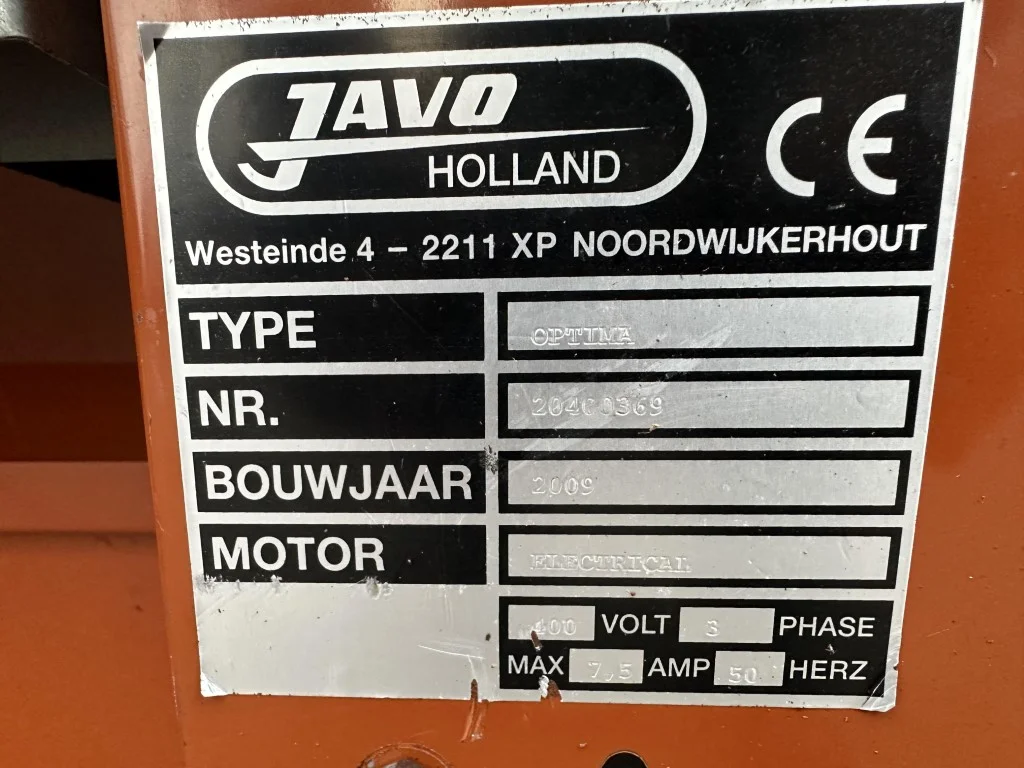 JAVO
HOLLAND
CE
Westeinde 4 – 2211 XP NOORDWIJKERHOUT
TYPE OPTIMA
NR. 20400369
BOUWJAAR 2009
MOTOR ELECTRICAL
400 VOLT 3 PHASE
MAX 7,5 AMP 50 HERZ